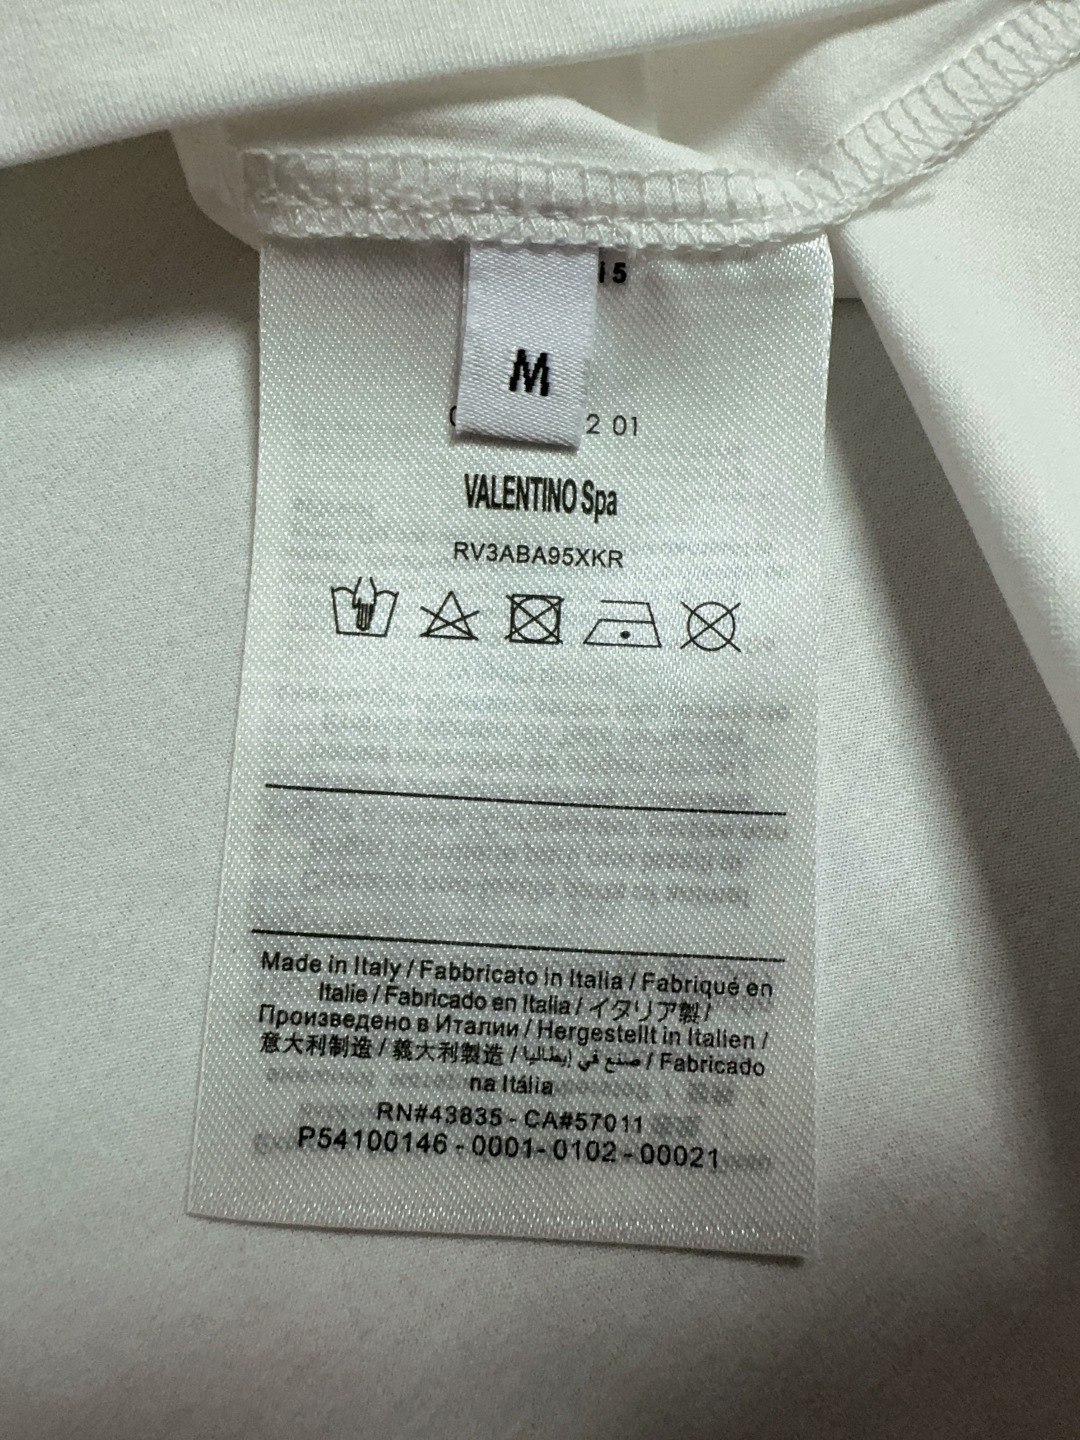 i 5
M
2 01
VALENTINO Spa
RV3ABA95XKR
Made in Italy / Fabbricato in Italia / Fabriqué en
Italie / Fabricado en Italia / イタリア製 /
Произведено в Италии / Hergestellt in Italien /
意大利制造 / 義大利製造 / صنع في إيطاليا / Fabricado
na Itália
RN#43835 - CA#57011
P54100146 - 0001- 0102 - 00021